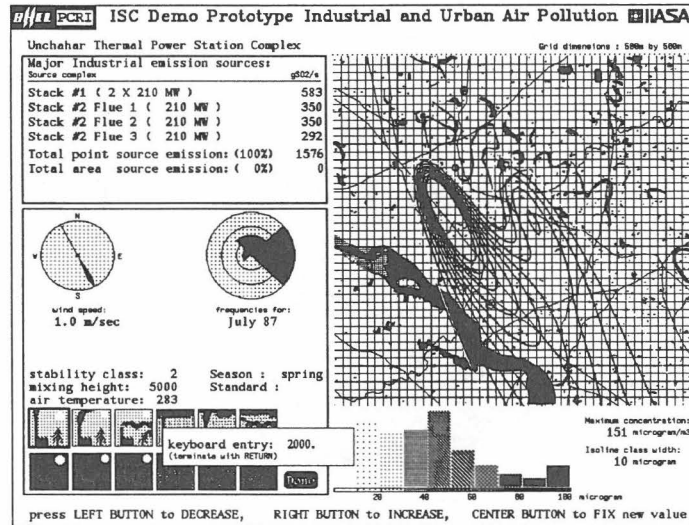 BHEL PCRI ISC Demo Prototype Industrial and Urban Air Pollution IIASA
Unchahar Thermal Power Station Complex
Grid dimensions : 500m by 500m
Major Industrial emission sources:
Source complex gSO2/s
Stack #1 ( 2 X 210 MW ) 583
Stack #2 Flue 1 ( 210 MW ) 350
Stack #2 Flue 2 ( 210 MW ) 350
Stack #2 Flue 3 ( 210 MW ) 292
Total point source emission: (100%) 1576
Total area source emission: ( 0%) 0
N
W E
S
wind speed:
1.0 m/sec
frequencies for:
July 87
stability class: 2 Season : spring
mixing height: 5000 Standard :
air temperature: 283
keyboard entry: 2000.
(terminate with RETURN)
Done
Maximum concentration:
151 microgram/m3
Isoline class width:
10 microgram
20 40 60 80 100 microgram
press LEFT BUTTON to DECREASE, RIGHT BUTTON to INCREASE, CENTER BUTTON to FIX new value